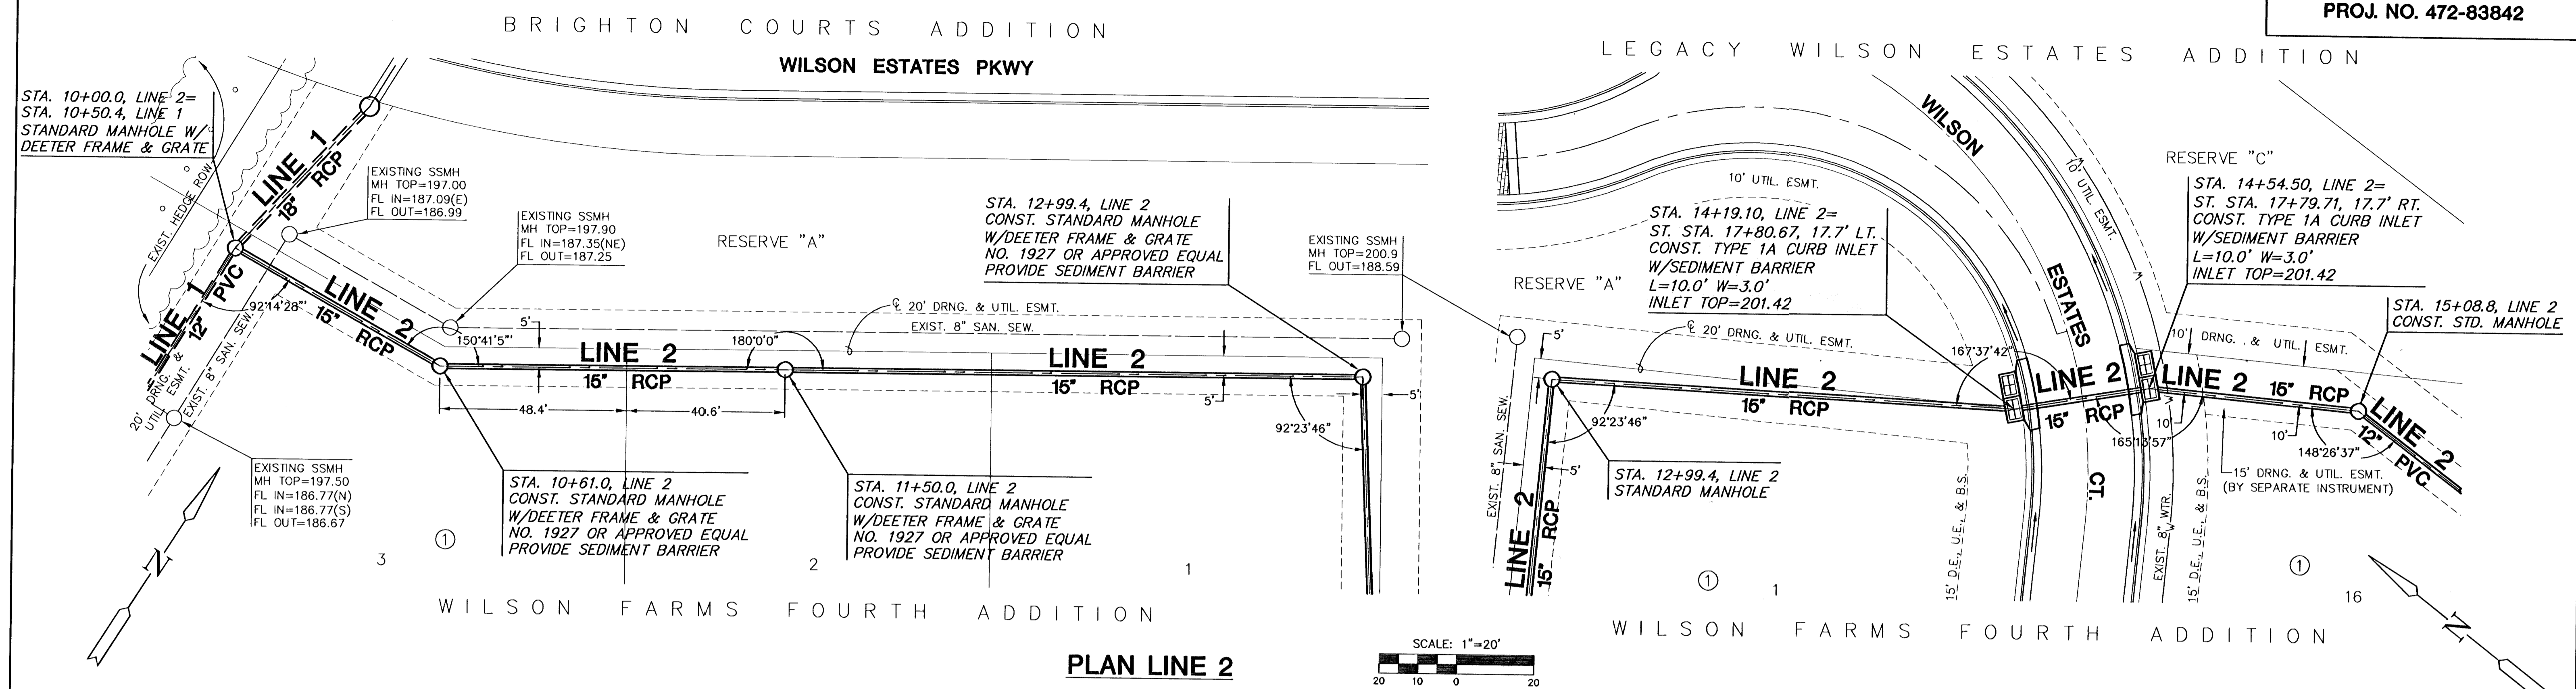 PROJ. NO. 472-83842
BRIGHTON COURTS ADDITION
WILSON ESTATES PKWY
LEGACY WILSON ESTATES ADDITION
STA. 10+00.0, LINE 2=
STA. 10+50.4, LINE 1
STANDARD MANHOLE W/
DEETER FRAME & GRATE
EXIST. HEDGE ROW
LINE 1
18" RCP
EXISTING SSMH
MH TOP=197.00
FL IN=187.09(E)
FL OUT=186.99
EXISTING SSMH
MH TOP=197.90
FL IN=187.35(NE)
FL OUT=187.25
RESERVE "A"
STA. 12+99.4, LINE 2
CONST. STANDARD MANHOLE
W/DEETER FRAME & GRATE
NO. 1927 OR APPROVED EQUAL
PROVIDE SEDIMENT BARRIER
EXISTING SSMH
MH TOP=200.9
FL OUT=188.59
LINE 1
12" PVC
92°14'28"
LINE 2
15" RCP
20' DRNG. &
UTIL. ESMT.
EXIST. 8" SAN. SEW.
150°41'5"
5'
℄ 20' DRNG. & UTIL. ESMT.
EXIST. 8" SAN. SEW.
LINE 2
15" RCP
180°0'0"
LINE 2
15" RCP
5'
5'
48.4'
40.6'
92°23'46"
EXISTING SSMH
MH TOP=197.50
FL IN=186.77(N)
FL IN=186.77(S)
FL OUT=186.67
STA. 10+61.0, LINE 2
CONST. STANDARD MANHOLE
W/DEETER FRAME & GRATE
NO. 1927 OR APPROVED EQUAL
PROVIDE SEDIMENT BARRIER
STA. 11+50.0, LINE 2
CONST. STANDARD MANHOLE
W/DEETER FRAME & GRATE
NO. 1927 OR APPROVED EQUAL
PROVIDE SEDIMENT BARRIER
N
3
1
2
1
WILSON FARMS FOURTH ADDITION
WILSON
ESTATES
CT.
10' UTIL. ESMT.
10' UTIL. ESMT.
W
W
RESERVE "C"
STA. 14+19.10, LINE 2=
ST. STA. 17+80.67, 17.7' LT.
CONST. TYPE 1A CURB INLET
W/SEDIMENT BARRIER
L=10.0' W=3.0'
INLET TOP=201.42
STA. 14+54.50, LINE 2=
ST. STA. 17+79.71, 17.7' RT.
CONST. TYPE 1A CURB INLET
W/SEDIMENT BARRIER
L=10.0' W=3.0'
INLET TOP=201.42
STA. 15+08.8, LINE 2
CONST. STD. MANHOLE
RESERVE "A"
5'
℄ 20' DRNG. & UTIL. ESMT.
LINE 2
15" RCP
167°37'42"
LINE 2
15" RCP
165°13'57"
10' DRNG. & UTIL. ESMT.
LINE 2 15" RCP
10'
10'
148°26'37"
LINE 2
12" PVC
15' DRNG. & UTIL. ESMT.
(BY SEPARATE INSTRUMENT)
92°23'46"
5'
STA. 12+99.4, LINE 2
STANDARD MANHOLE
EXIST. 8" SAN. SEW.
LINE 2
15" RCP
15' D.E., U.E., & B.S.
EXIST. 8" WTR.
W
W
15' D.E., U.E., & B.S.
1
1
1
16
N
WILSON FARMS FOURTH ADDITION
PLAN LINE 2
SCALE: 1"=20'
20 10 0 20